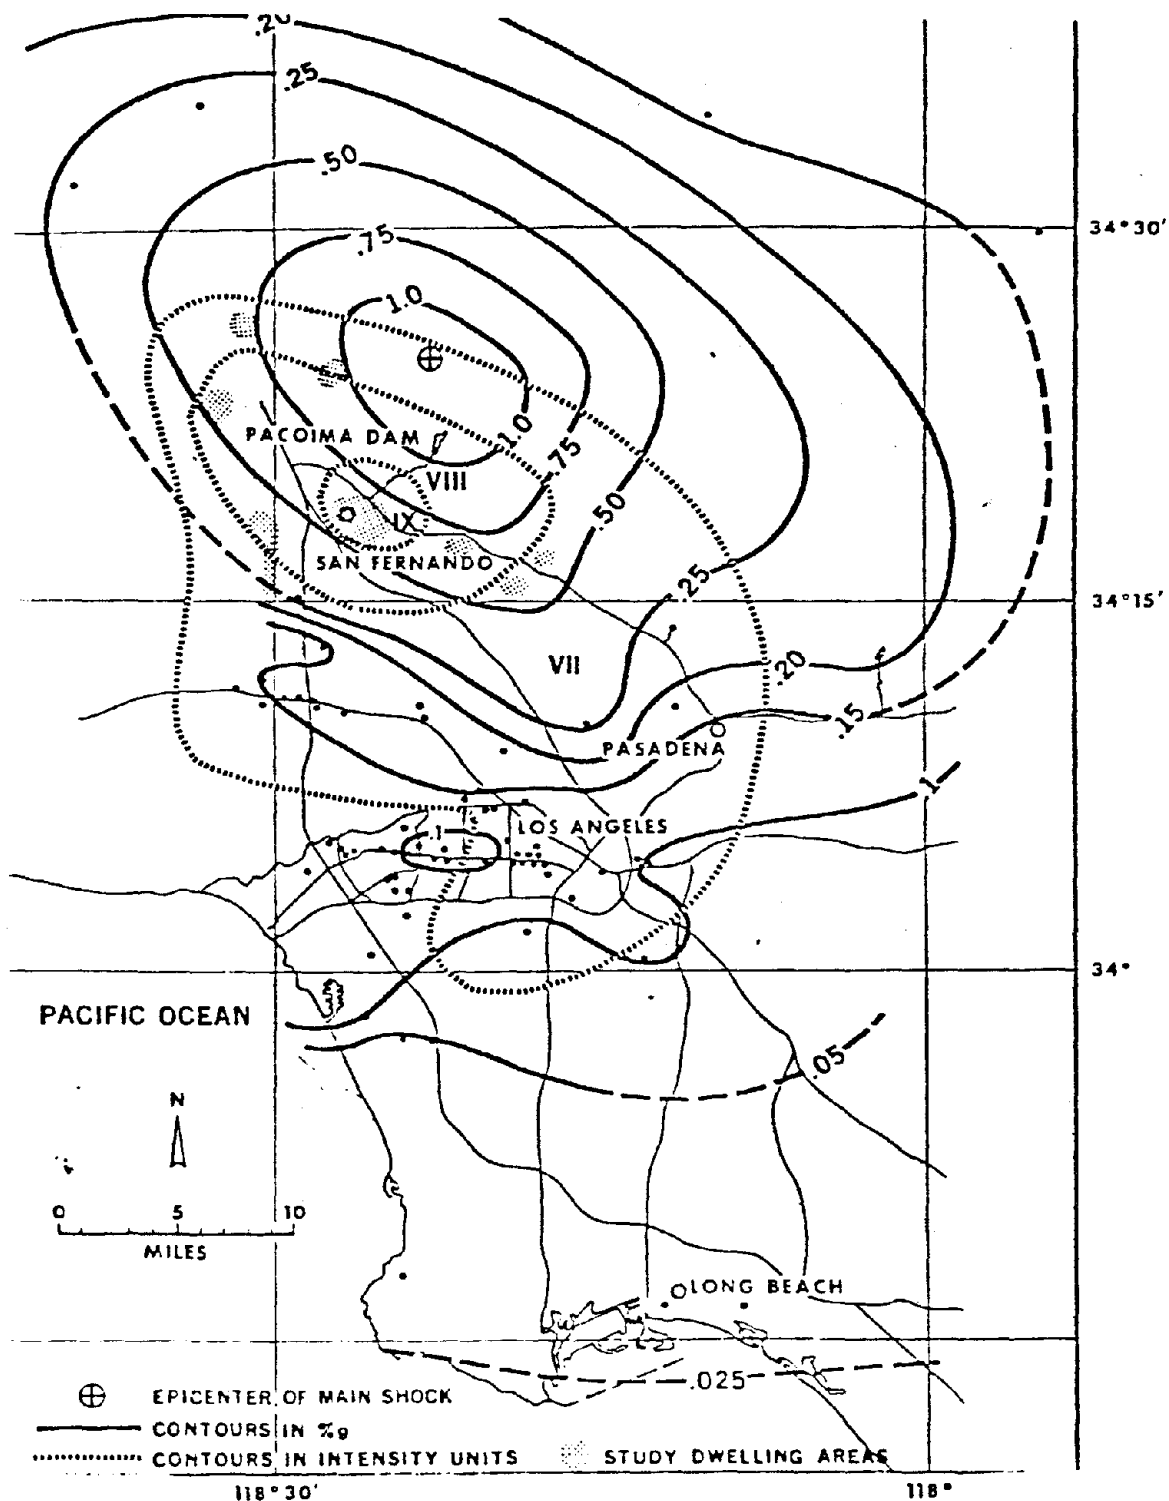 .20
.25
.50
.75
34°30'
1.0
PACOIMA DAM
1.0
.75
VIII
.50
IX
SAN FERNANDO
.25
34°15'
VII
.20
.15
PASADENA
.1
LOS ANGELES
.1
34°
PACIFIC OCEAN
.05
N
0 5 10
MILES
LONG BEACH
.025
EPICENTER OF MAIN SHOCK
CONTOURS IN %g
CONTOURS IN INTENSITY UNITS
STUDY DWELLING AREAS
118°30'
118°